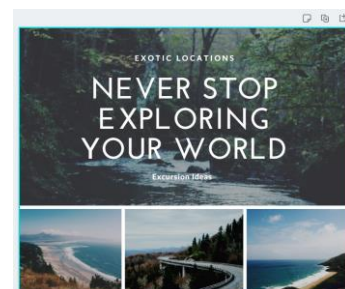 EXOTIC LOCATIONS
NEVER STOP
EXPLORING
YOUR WORLD
Excursion Ideas